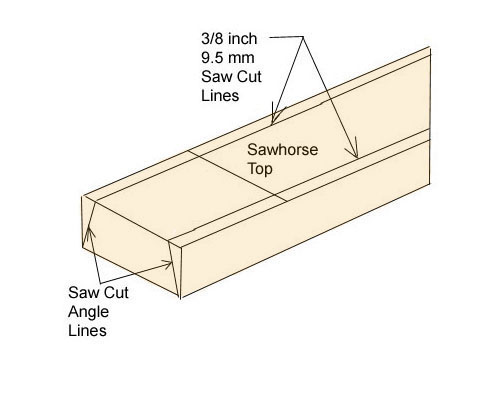 3/8 inch
9.5 mm
Saw Cut
Lines
Sawhorse
Top
Saw Cut
Angle
Lines